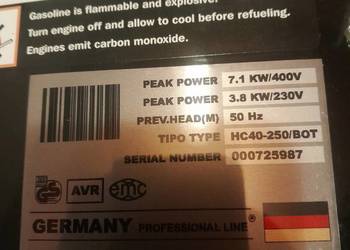 Gasoline is flammable and explosive.
Turn engine off and allow to cool before refueling.
Engines emit carbon monoxide.
PEAK POWER 7.1 KW/400V
PEAK POWER 3.8 KW/230V
PREV.HEAD(M) 50 Hz
TIPO TYPE HC40-250/BOT
SERIAL NUMBER 000725987
GS AVR emc
GERMANY PROFESSIONAL LINE